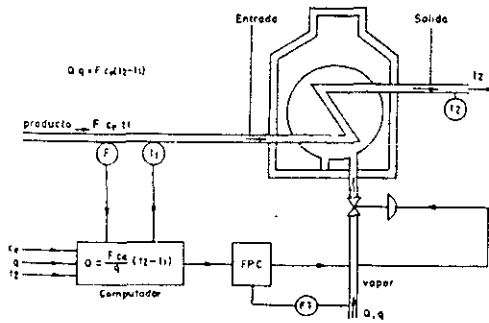 Entrada
Salida
Q q = F cₑ(t2-t1)
t2
t2
producto
F cₑ t1
F
t1
cₑ
q
t2
Q = F cₑ / q (t2-t1)
Computador
FPC
FT
vapor
Q,q